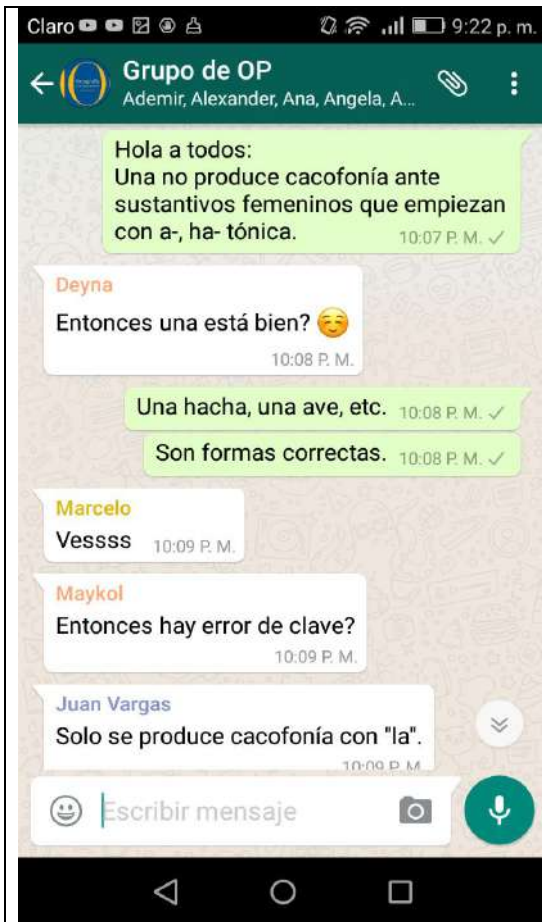 Claro 9:22 p. m.
Grupo de OP
Ademir, Alexander, Ana, Angela, A...
Hola a todos:
Una no produce cacofonía ante
sustantivos femeninos que empiezan
con a-, ha- tónica. 10:07 P. M.
Deyna
Entonces una está bien? ☺️
10:08 P. M.
Una hacha, una ave, etc. 10:08 P. M.
Son formas correctas. 10:08 P. M.
Marcelo
Vessss 10:09 P. M.
Maykol
Entonces hay error de clave?
10:09 P. M.
Juan Vargas
Solo se produce cacofonía con "la".
10:09 P. M.
Escribir mensaje